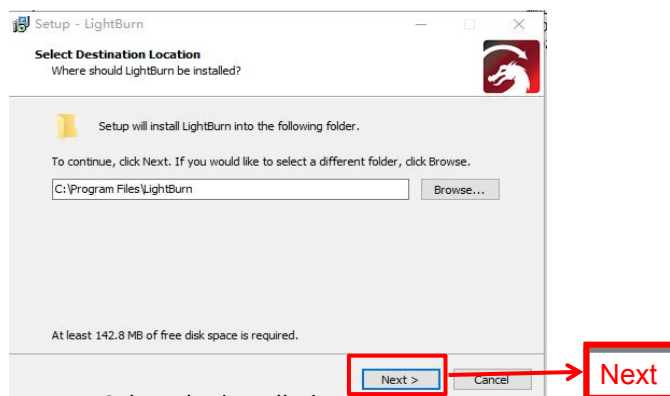 Setup - LightBurn
Select Destination Location
Where should LightBurn be installed?
Setup will install LightBurn into the following folder.
To continue, click Next. If you would like to select a different folder, click Browse.
C:\Program Files\LightBurn
Browse...
At least 142.8 MB of free disk space is required.
Next >
Cancel
Next